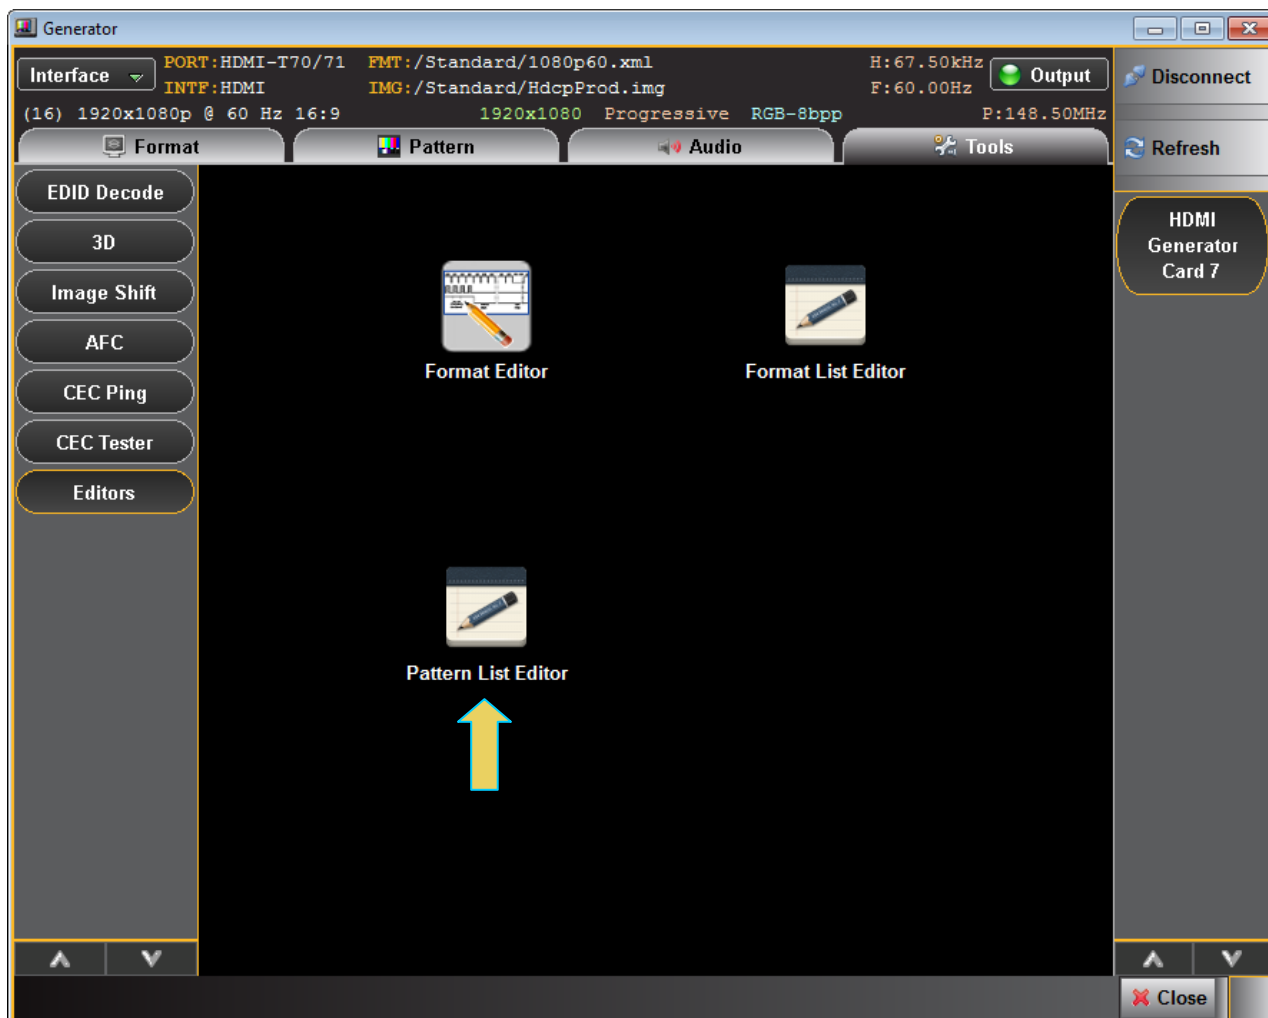 Generator
Interface
PORT:HDMI-T70/71 FMT:/Standard/1080p60.xml H:67.50kHz
INTF:HDMI IMG:/Standard/HdcpProd.img F:60.00Hz
Output
(16) 1920x1080p @ 60 Hz 16:9 1920x1080 Progressive RGB-8bpp P:148.50MHz
Disconnect
Refresh
Format Pattern Audio Tools
EDID Decode
3D
Image Shift
AFC
CEC Ping
CEC Tester
Editors
Format Editor
Format List Editor
Pattern List Editor
HDMI
Generator
Card 7
Close